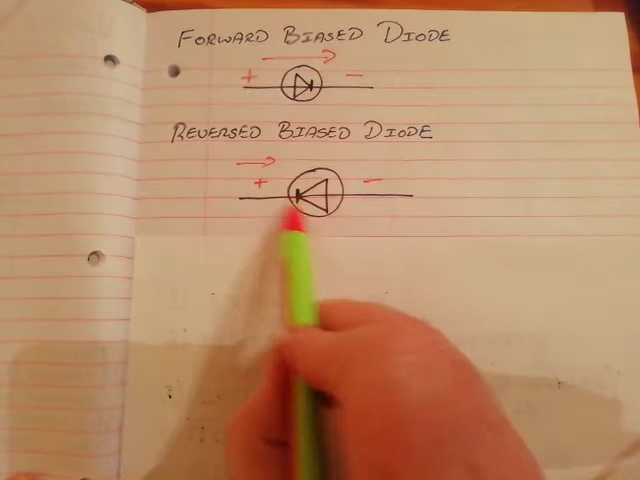 FORWARD BIASED DIODE
+ -
REVERSED BIASED DIODE
+ -